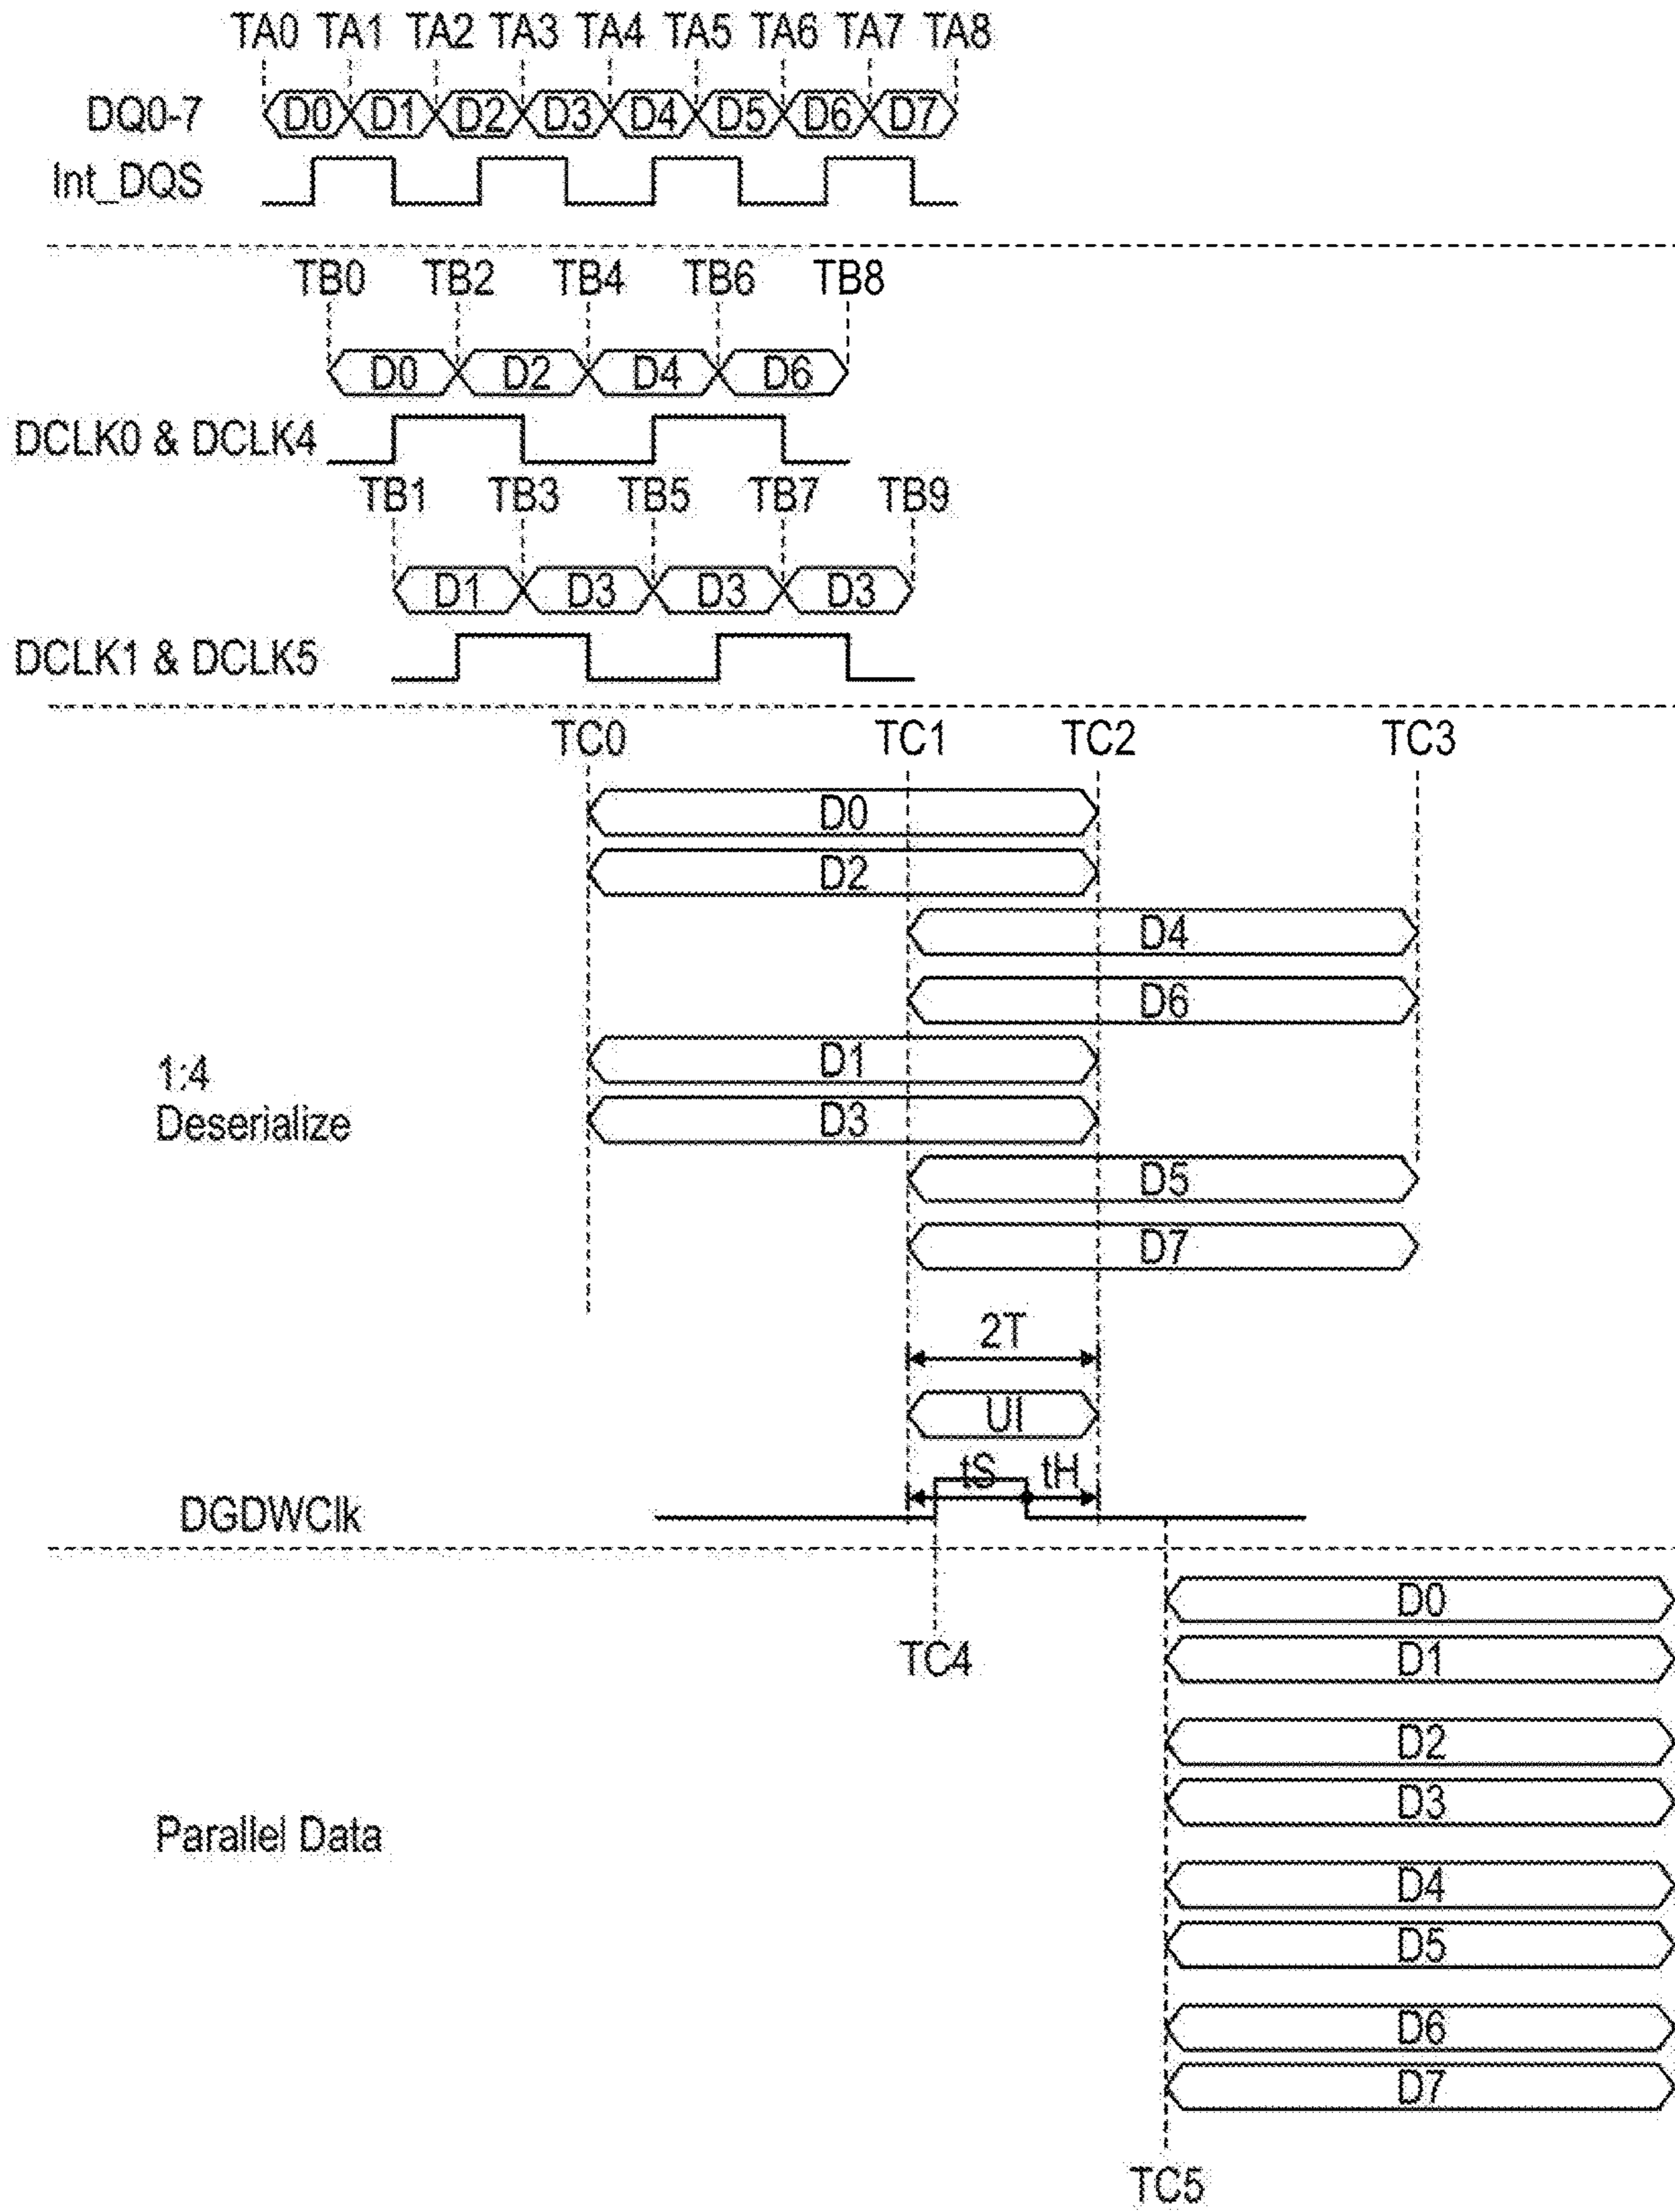 TA0 TA1 TA2 TA3 TA4 TA5 TA6 TA7 TA8
DQ0-7 D0 D1 D2 D3 D4 D5 D6 D7
Int_DQS
TB0 TB2 TB4 TB6 TB8
D0 D2 D4 D6
DCLK0 & DCLK4
TB1 TB3 TB5 TB7 TB9
D1 D3 D3 D3
DCLK1 & DCLK5
TC0 TC1 TC2 TC3
D0
D2
D4
D6
1:4
Deserialize
D1
D3
D5
D7
2T
UI
tS tH
DGDWClk
TC4
Parallel Data
D0
D1
D2
D3
D4
D5
D6
D7
TC5